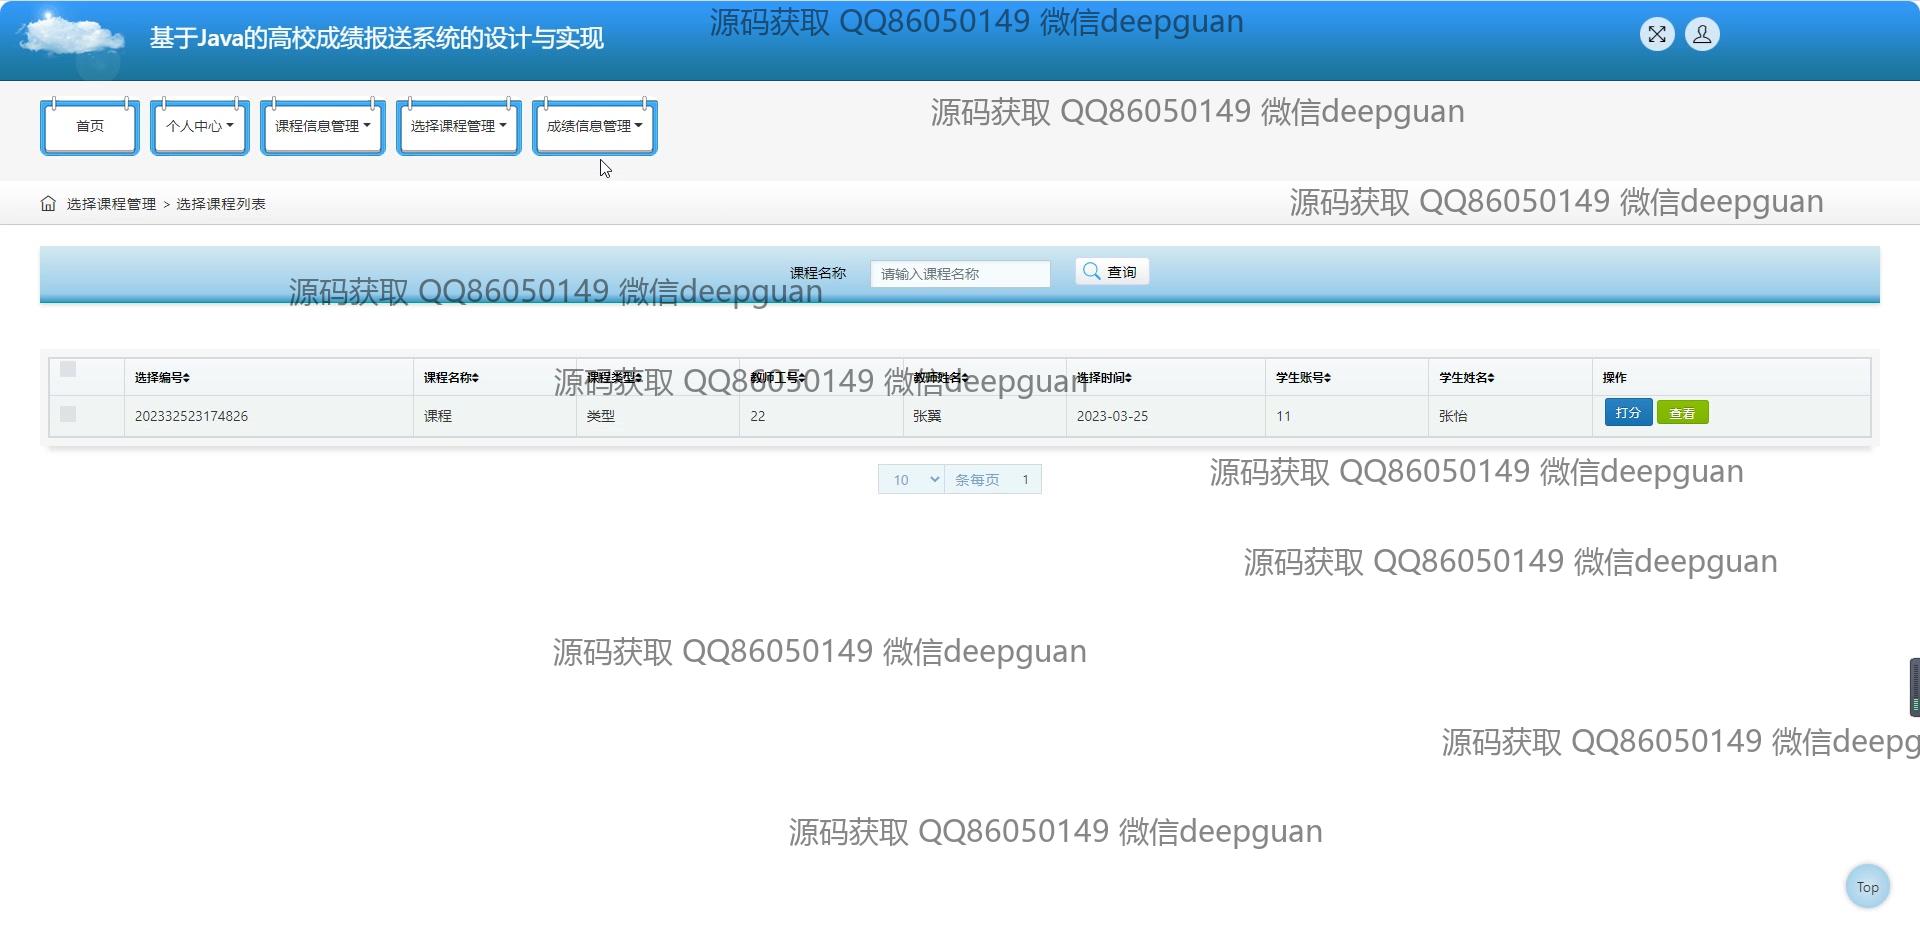 基于Java的高校成绩报送系统的设计与实现
源码获取 QQ86050149 微信deepguan
首页 个人中心 课程信息管理 选择课程管理 成绩信息管理
源码获取 QQ86050149 微信deepguan
选择课程管理 > 选择课程列表
源码获取 QQ86050149 微信deepguan
课程名称 请输入课程名称 查询
源码获取 QQ86050149 微信deepguan
选择编号 课程名称 课程类型 教师工号 教师姓名 选择时间 学生账号 学生姓名 操作
源码获取 QQ86050149 微信deepguan
202332523174826 课程 类型 22 张翼 2023-03-25 11 张怡 打分 查看
10 条每页 1
源码获取 QQ86050149 微信deepguan
源码获取 QQ86050149 微信deepguan
源码获取 QQ86050149 微信deepguan
源码获取 QQ86050149 微信deepg
源码获取 QQ86050149 微信deepguan
Top